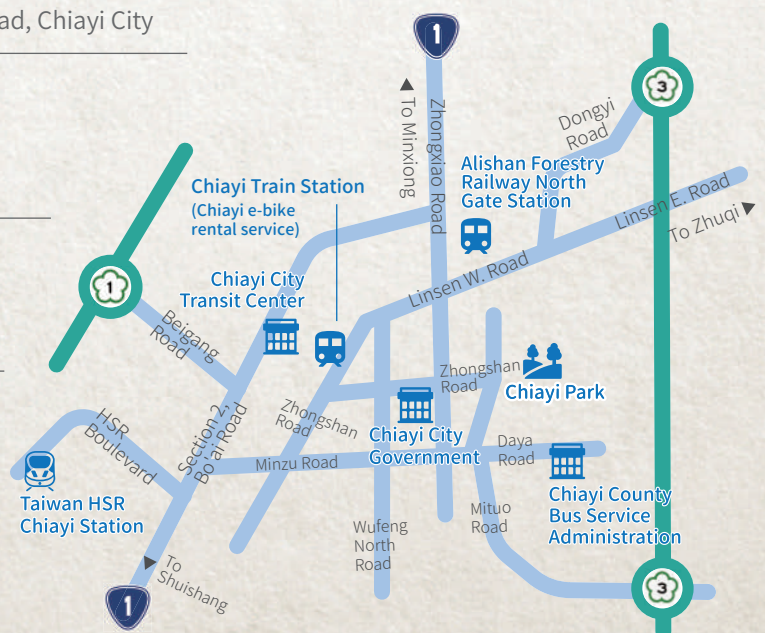 ad, Chiayi City
1
3
To Minxiong
Zhongxiao Road
Dongyi
Road
Alishan Forestry
Railway North
Gate Station
Linsen E. Road
To Zhuqi
Chiayi Train Station
(Chiayi e-bike
rental service)
Linsen W. Road
Chiayi City
Transit Center
1
Beigang
Road
Zhongshan
Road
Chiayi Park
Zhongshan
Road
Chiayi City
Government
HSR
Boulevard
Section 2,
Bo'ai Road
Minzu Road
Daya
Road
Taiwan HSR
Chiayi Station
Chiayi County
Bus Service
Administration
Mituo
Road
Wufeng
North
Road
To
Shuishang
1
3